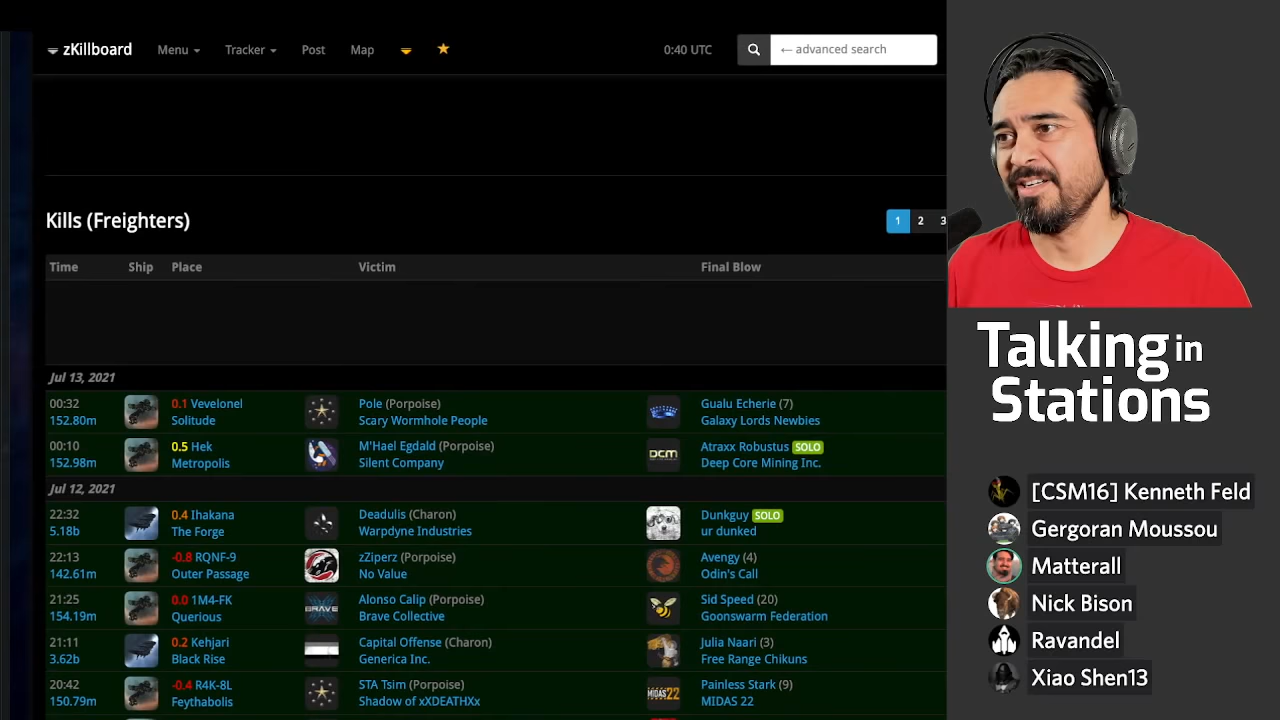 zKillboard Menu Tracker Post Map 0:40 UTC ← advanced search
Kills (Freighters) 1 2 3
Time Ship Place Victim Final Blow
Jul 13, 2021
00:32 0.1 Vevelonel Pole (Porpoise) Gualu Echerie (7)
152.80m Solitude Scary Wormhole People Galaxy Lords Newbies
00:10 0.5 Hek M'Hael Egdald (Porpoise) DCM Atraxx Robustus SOLO
152.98m Metropolis Silent Company Deep Core Mining Inc.
Jul 12, 2021
22:32 0.4 Ihakana Deadulis (Charon) Dunkguy SOLO
5.18b The Forge Warpdyne Industries ur dunked
22:13 -0.8 RQNF-9 zZiperz (Porpoise) Avengy (4)
142.61m Outer Passage No Value Odin's Call
21:25 0.0 1M4-FK BRAVE Alonso Calip (Porpoise) Sid Speed (20)
154.19m Querious Brave Collective Goonswarm Federation
21:11 0.2 Kehjari Capital Offense (Charon) Julia Naari (3)
3.62b Black Rise Generica Inc. Free Range Chikuns
20:42 -0.4 R4K-8L STA Tsim (Porpoise) MIDAS22 Painless Stark (9)
150.79m Feythabolis Shadow of xXDEATHXx MIDAS 22
Talking in
Stations
[CSM16] Kenneth Feld
Gergoran Moussou
Matterall
Nick Bison
Ravandel
Xiao Shen13